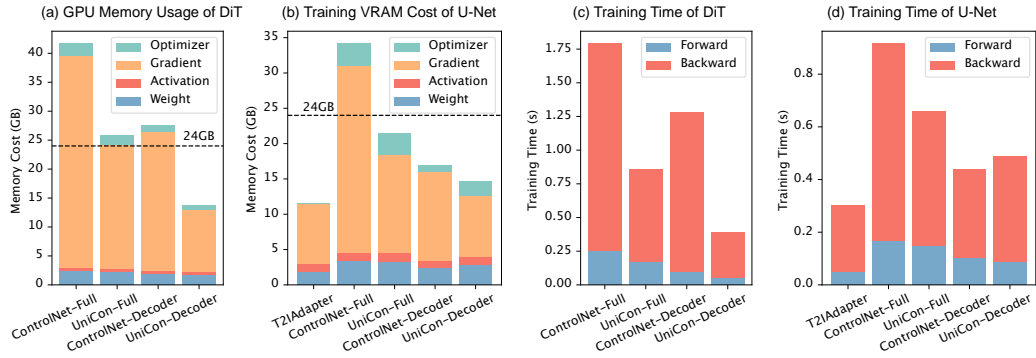 (a) GPU Memory Usage of DiT
Memory Cost (GB)
40
35
30
25
20
15
10
5
0
Optimizer
Gradient
Activation
Weight
24GB
ControlNet-Full
UniCon-Full
ControlNet-Decoder
UniCon-Decoder
(b) Training VRAM Cost of U-Net
Memory Cost (GB)
35
30
25
20
15
10
5
0
Optimizer
Gradient
Activation
Weight
24GB
T2IAdapter
ControlNet-Full
UniCon-Full
ControlNet-Decoder
UniCon-Decoder
(c) Training Time of DiT
Training Time (s)
1.75
1.50
1.25
1.00
0.75
0.50
0.25
0.00
Forward
Backward
ControlNet-Full
UniCon-Full
ControlNet-Decoder
UniCon-Decoder
(d) Training Time of U-Net
Training Time (s)
0.8
0.6
0.4
0.2
0.0
Forward
Backward
T2IAdapter
ControlNet-Full
UniCon-Full
ControlNet-Decoder
UniCon-Decoder